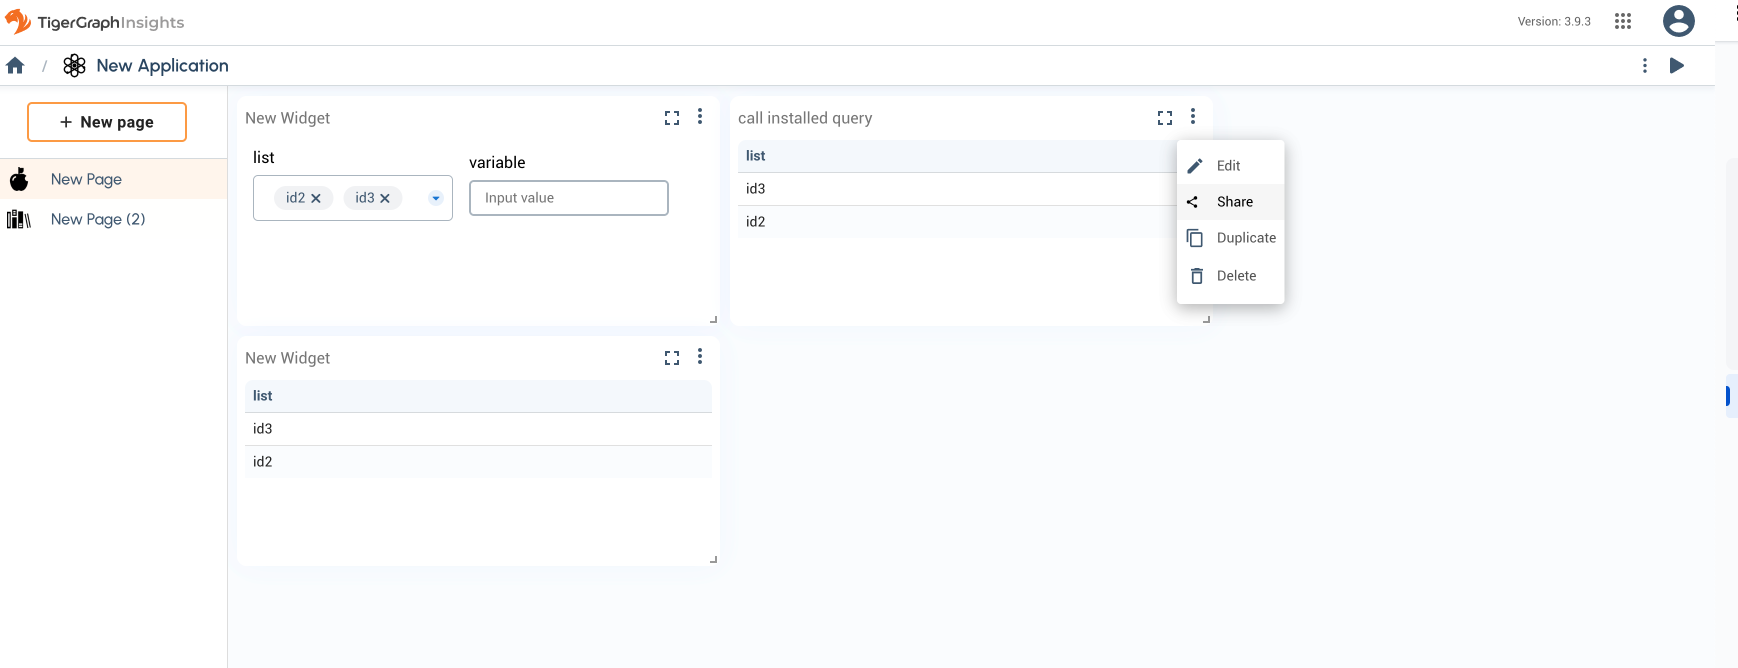 TigerGraph Insights
Version: 3.9.3
/ New Application
+ New page
New Page
New Page (2)
New Widget
list
id2
id3
variable
Input value
call installed query
list
id3
id2
Edit
Share
Duplicate
Delete
New Widget
list
id3
id2